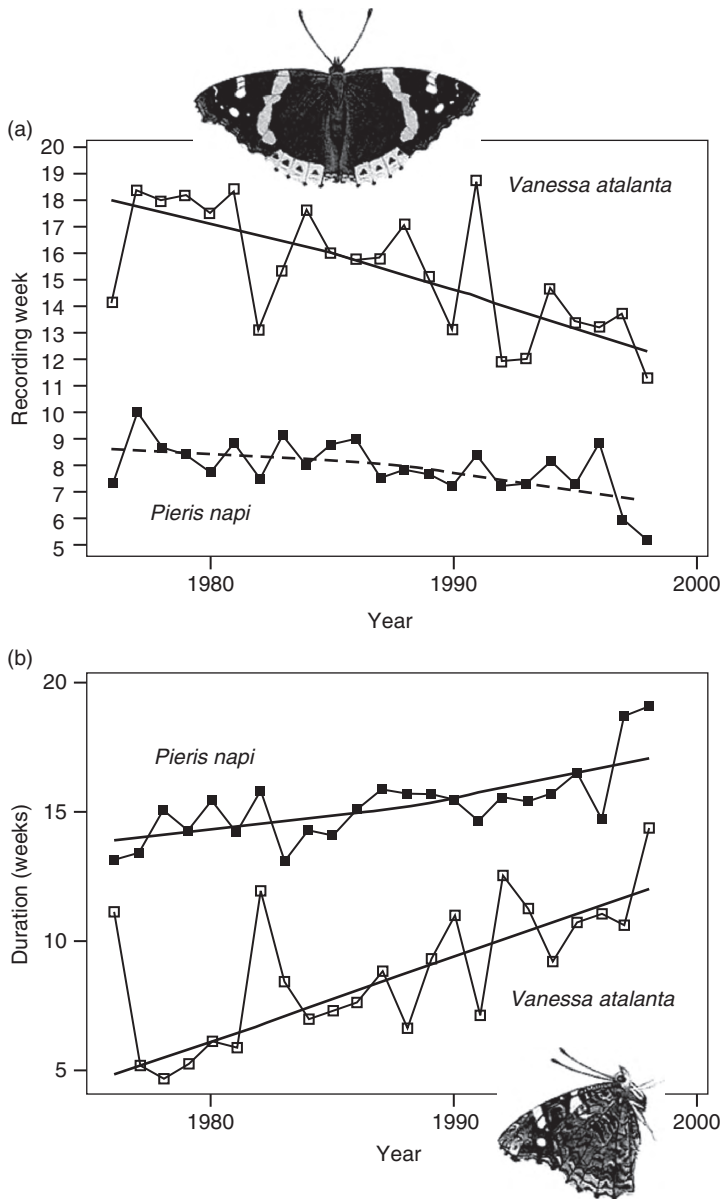 (a)
20
19
18
17
16
15
14
13
12
11
10
9
8
7
6
5
Recording week
Vanessa atalanta
Pieris napi
1980 1990 2000
Year
(b)
20
15
10
5
Duration (weeks)
Pieris napi
Vanessa atalanta
1980 1990 2000
Year